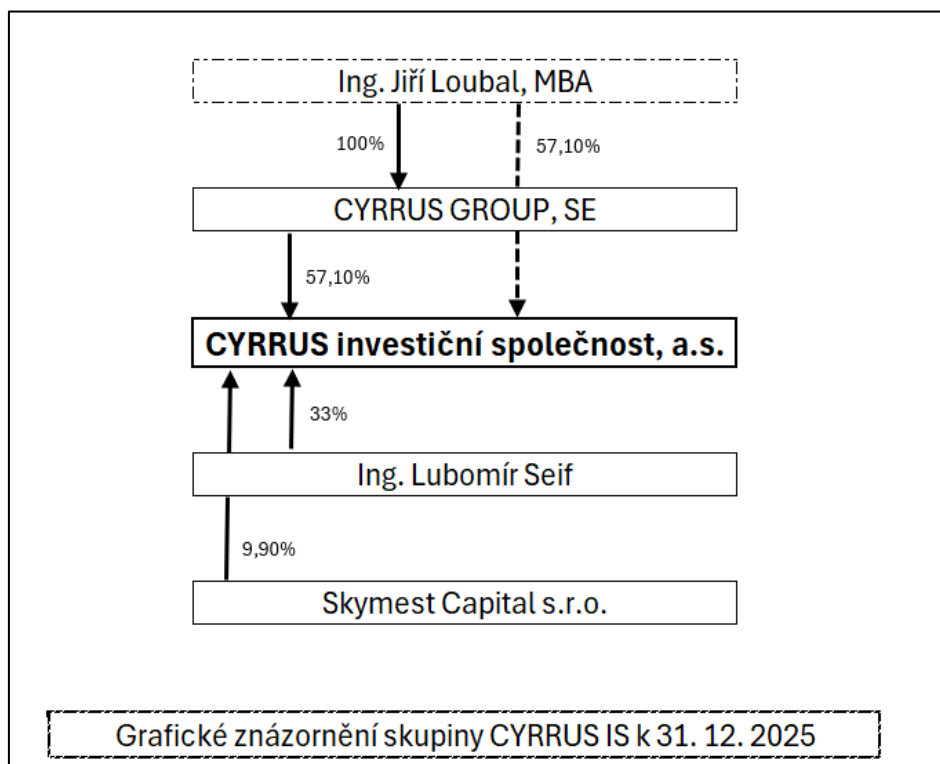 Ing. Jiří Loubal, MBA
100%
57,10%
CYRRUS GROUP, SE
57,10%
CYRRUS investiční společnost, a.s.
33%
Ing. Lubomír Seif
9,90%
Skymest Capital s.r.o.
Grafické znázornění skupiny CYRRUS IS k 31. 12. 2025